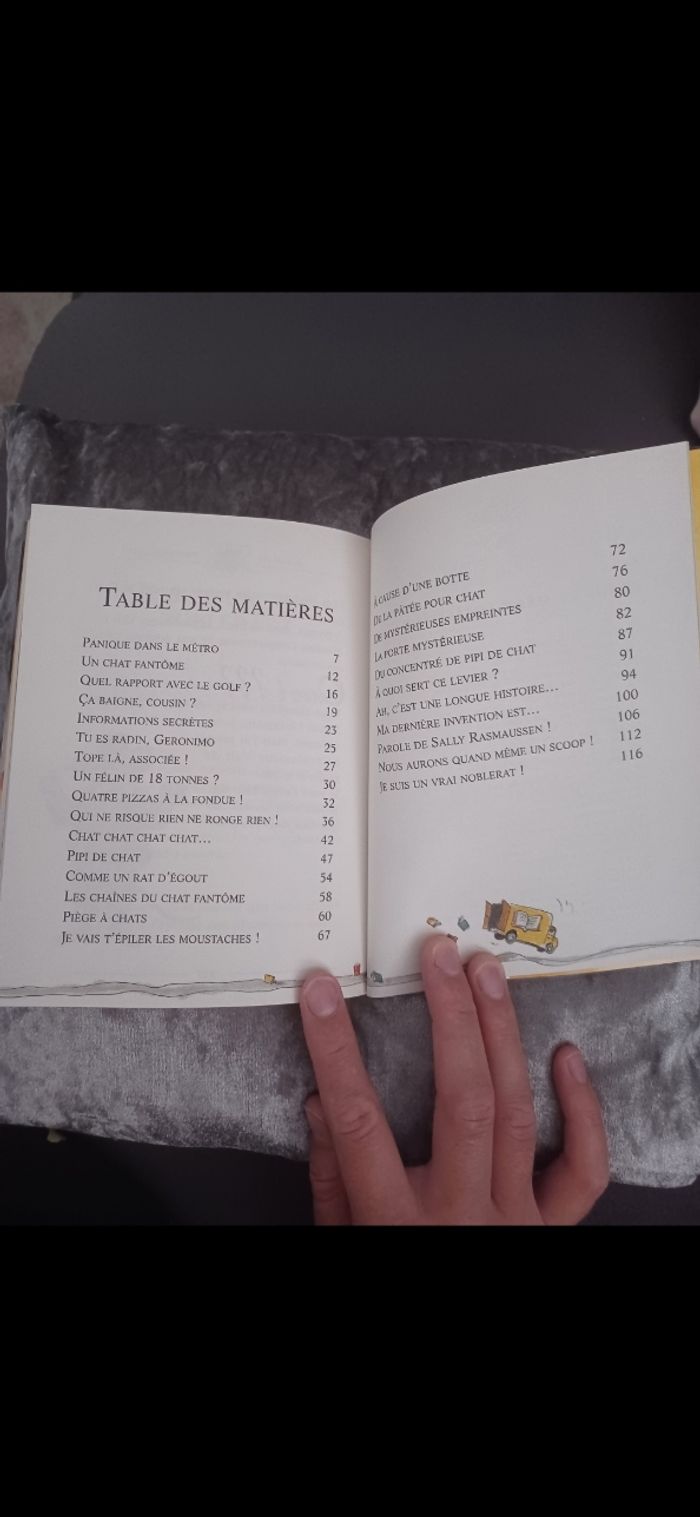 TABLE DES MATIÈRES
PANIQUE DANS LE MÉTRO 7
UN CHAT FANTÔME 12
QUEL RAPPORT AVEC LE GOLF ? 16
ÇA BAIGNE, COUSIN ? 19
INFORMATIONS SECRÈTES 23
TU ES RADIN, GERONIMO 25
TOPE LÀ, ASSOCIÉE ! 27
UN FÉLIN DE 18 TONNES ? 30
QUATRE PIZZAS À LA FONDUE ! 32
QUI NE RISQUE RIEN NE RONGE RIEN ! 36
CHAT CHAT CHAT CHAT... 42
PIPI DE CHAT 47
COMME UN RAT D'ÉGOUT 54
LES CHAÎNES DU CHAT FANTÔME 58
PIÈGE À CHATS 60
JE VAIS T'ÉPILER LES MOUSTACHES ! 67
À CAUSE D'UNE BOTTE 72
DE LA PÂTÉE POUR CHAT 76
DE MYSTÉRIEUSES EMPREINTES 80
LA PORTE MYSTÉRIEUSE 82
DU CONCENTRÉ DE PIPI DE CHAT 87
À QUOI SERT CE LEVIER ? 91
AH, C'EST UNE LONGUE HISTOIRE... 94
MA DERNIÈRE INVENTION EST... 100
PAROLE DE SALLY RASMAUSSEN ! 106
NOUS AURONS QUAND MÊME UN SCOOP ! 112
JE SUIS UN VRAI NOBLERAT ! 116